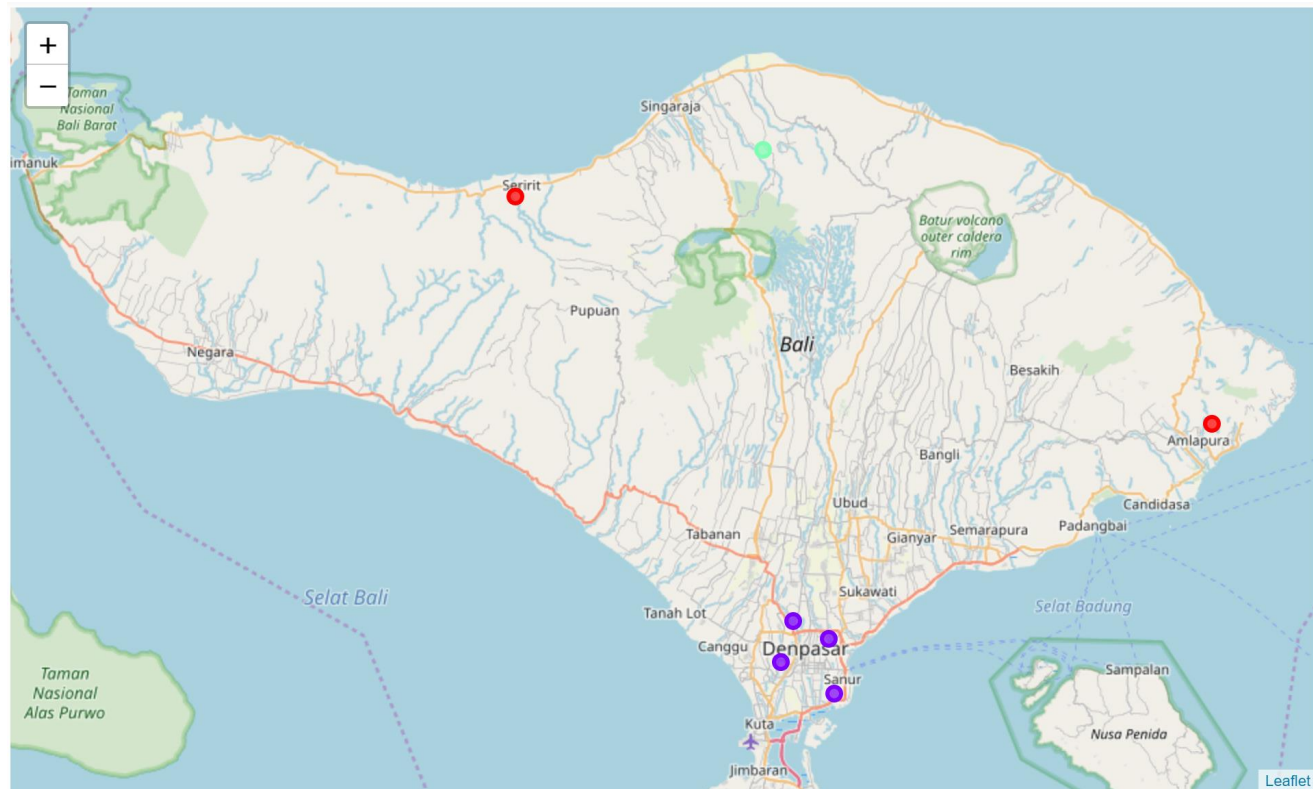 +
−
Taman
Nasional
Bali Barat
imanuk
Singaraja
Seririt
Batur volcano
outer caldera
rim
Pupuan
Bali
Negara
Besakih
Amlapura
Bangli
Candidasa
Ubud
Padangbai
Semarapura
Gianyar
Tabanan
Sukawati
Selat Bali
Selat Badung
Tanah Lot
Canggu
Denpasar
Sanur
Sampalan
Taman
Nasional
Alas Purwo
Kuta
Nusa Penida
Jimbaran
Leaflet